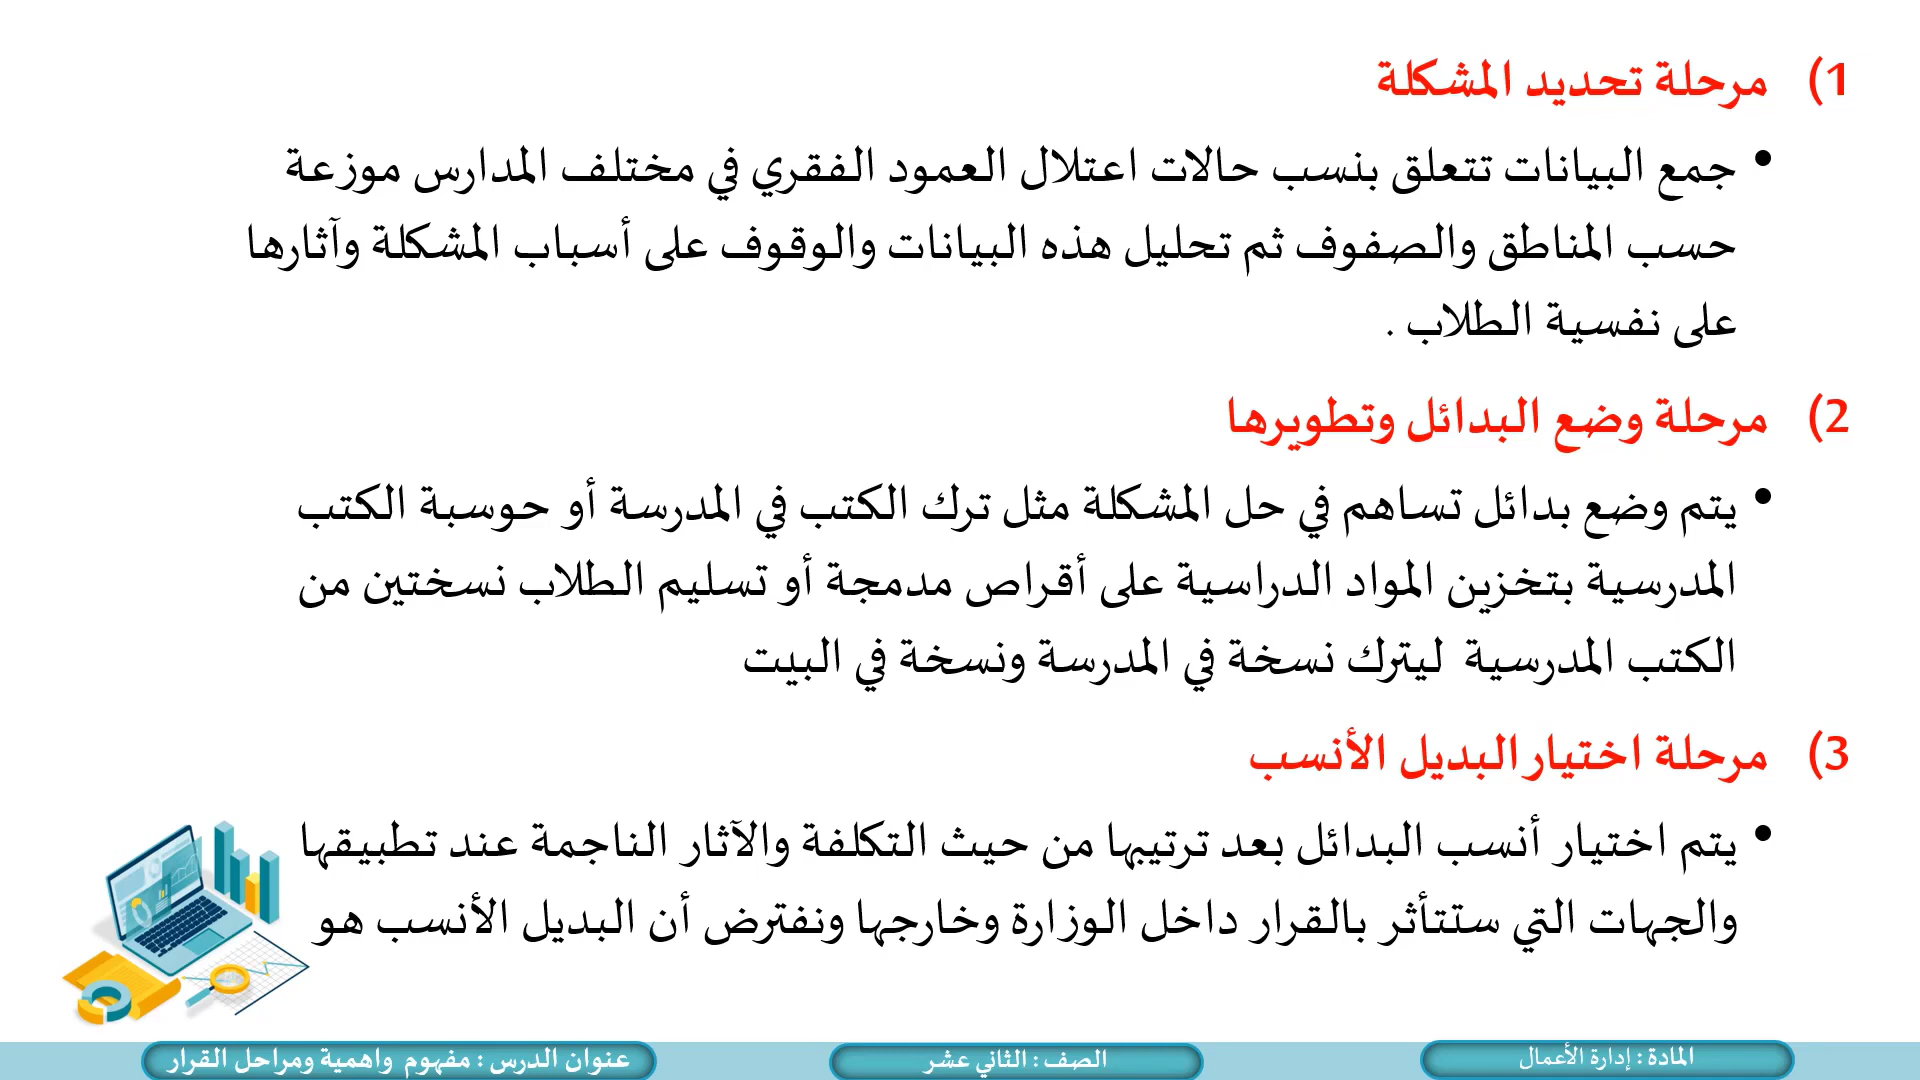 1) مرحلة تحديد المشكلة
• جمع البيانات تتعلق بنسب حالات اعتلال العمود الفقري في مختلف المدارس موزعة
حسب المناطق والصفوف ثم تحليل هذه البيانات والوقوف على أسباب المشكلة وآثارها
على نفسية الطلاب .
2) مرحلة وضع البدائل وتطويرها
• يتم وضع بدائل تساهم في حل المشكلة مثل ترك الكتب في المدرسة أو حوسبة الكتب
المدرسية بتخزين المواد الدراسية على أقراص مدمجة أو تسليم الطلاب نسختين من
الكتب المدرسية ليترك نسخة في المدرسة ونسخة في البيت
3) مرحلة اختيار البديل الأنسب
• يتم اختيار أنسب البدائل بعد ترتيبها من حيث التكلفة والآثار الناجمة عند تطبيقها
والجهات التي ستتأثر بالقرار داخل الوزارة وخارجها ونفترض أن البديل الأنسب هو
المادة : إدارة الأعمال
الصف : الثاني عشر
عنوان الدرس : مفهوم واهمية ومراحل القرار